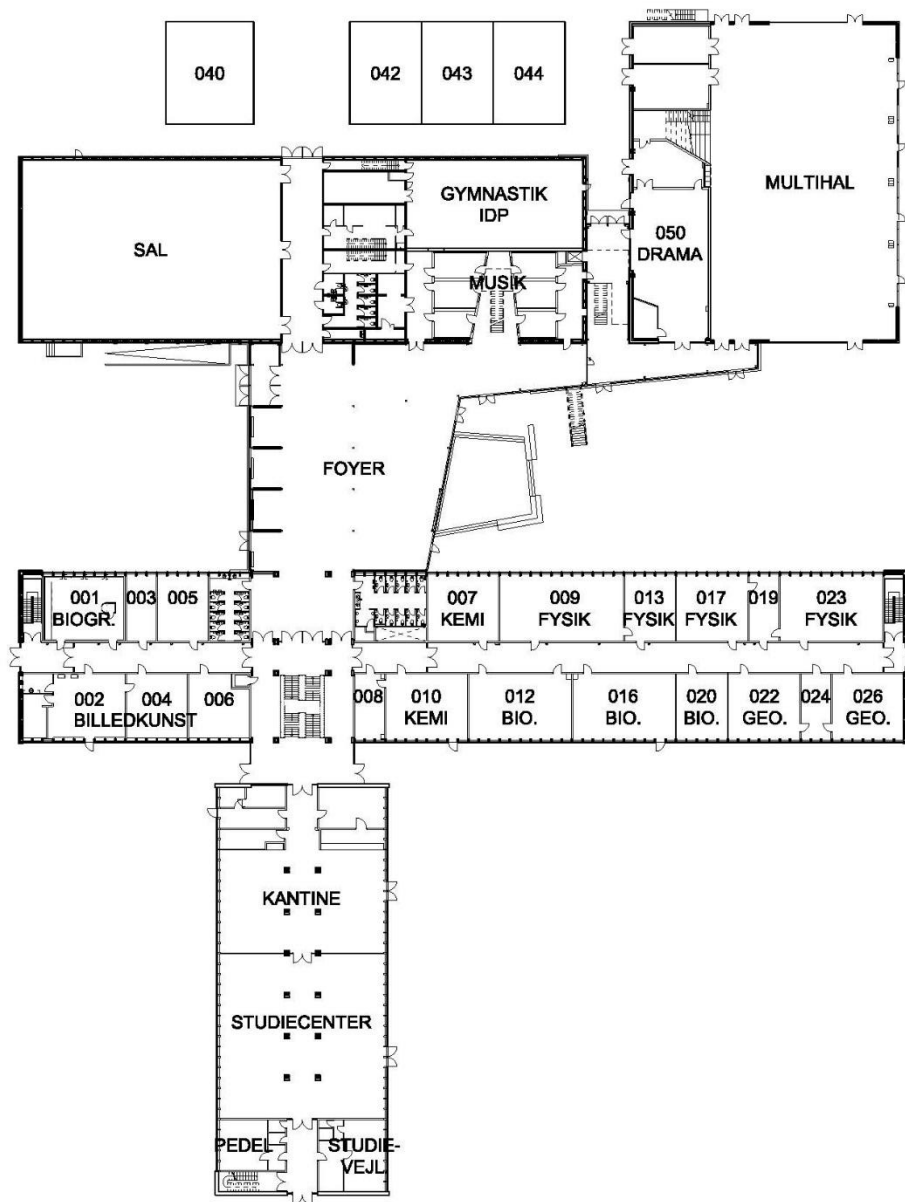 040
042
043
044
SAL
GYMNASTIK
IDP
MUSIK
050
DRAMA
MULTIHAL
FOYER
001
BIOGR.
003
005
007
KEMI
009
FYSIK
013
FYSIK
017
FYSIK
019
023
FYSIK
002
004
006
BILLEDKUNST
008
010
KEMI
012
BIO.
016
BIO.
020
BIO.
022
GEO.
024
026
GEO.
KANTINE
STUDIECENTER
PEDEL
STUDIE-
VEJL